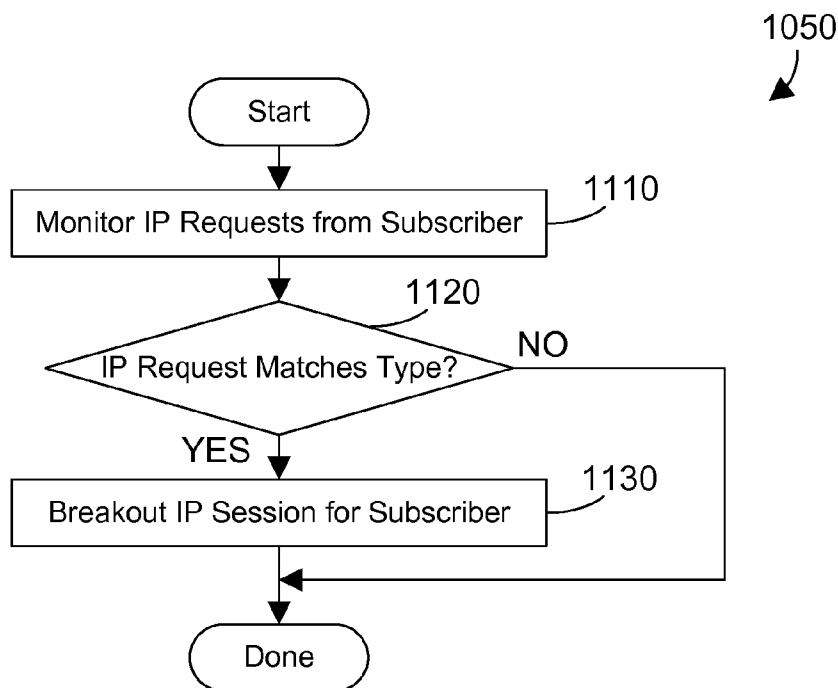 1050
Start
Monitor IP Requests from Subscriber
1110
1120
IP Request Matches Type?
NO
YES
Breakout IP Session for Subscriber
1130
Done